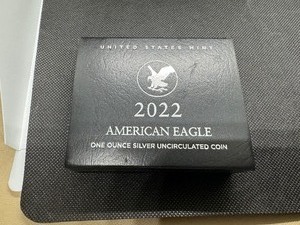 UNITED STATES MINT
2022
AMERICAN EAGLE
ONE OUNCE SILVER UNCIRCULATED COIN